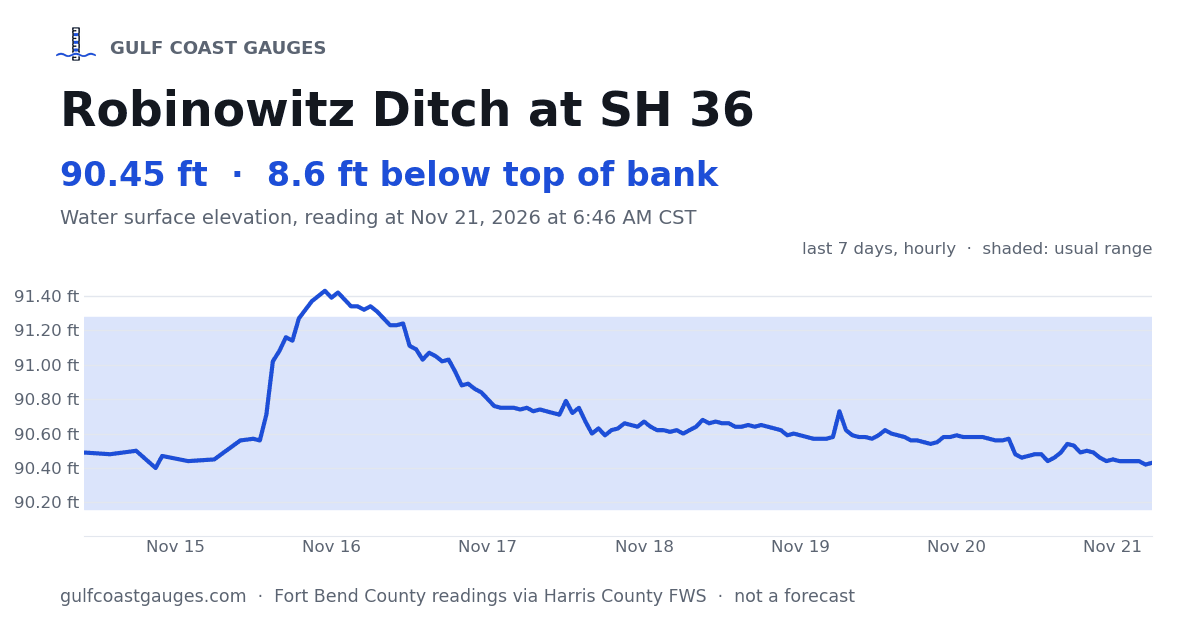 GULF COAST GAUGES
Robinowitz Ditch at SH 36
90.45 ft · 8.6 ft below top of bank
Water surface elevation, reading at Nov 21, 2026 at 6:46 AM CST
last 7 days, hourly · shaded: usual range
91.40 ft
91.20 ft
91.00 ft
90.80 ft
90.60 ft
90.40 ft
90.20 ft
Nov 15 Nov 16 Nov 17 Nov 18 Nov 19 Nov 20 Nov 21
gulfcoastgauges.com · Fort Bend County readings via Harris County FWS · not a forecast